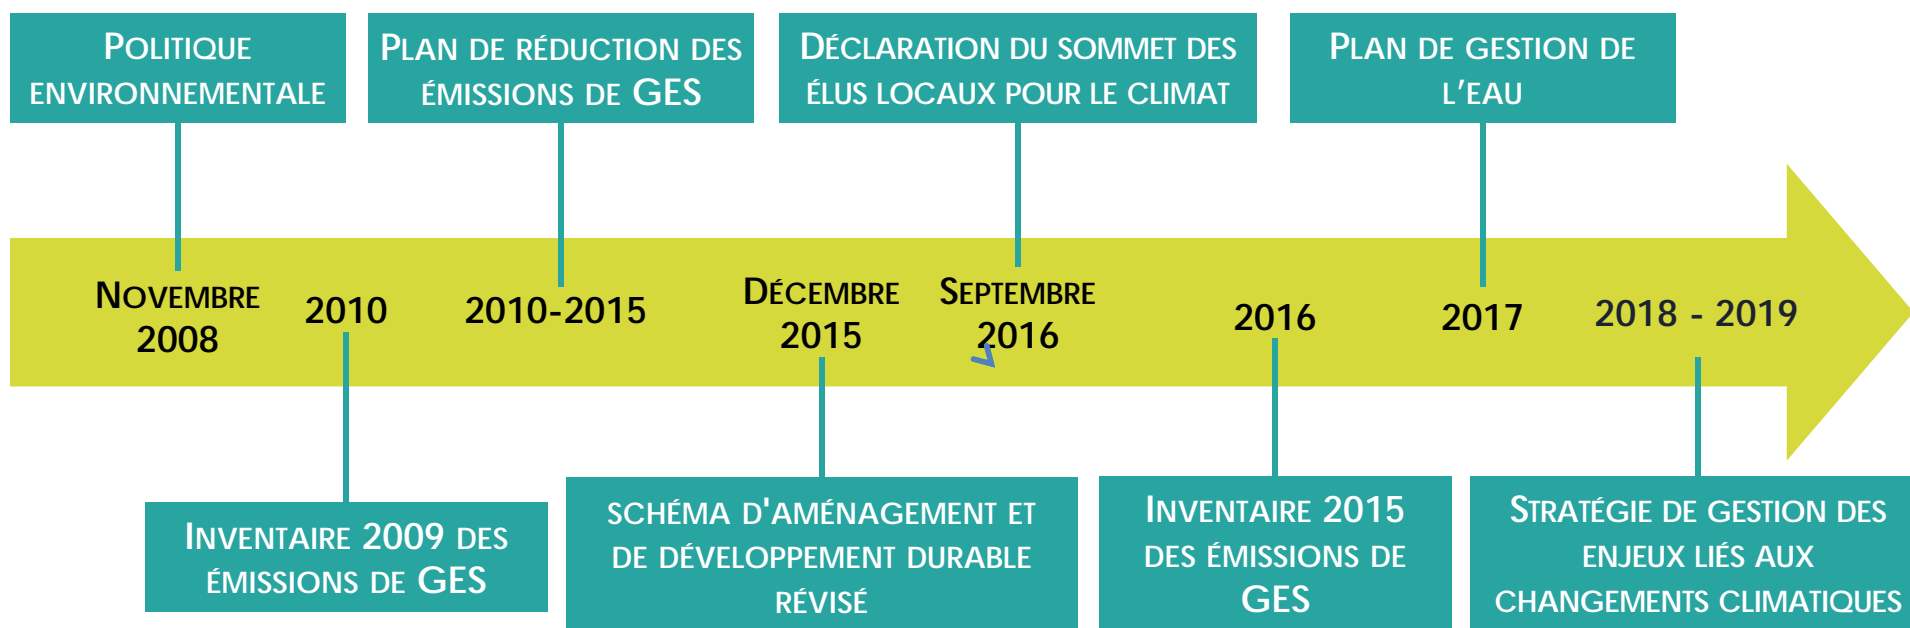 Politique
environnementale
Plan de réduction des
émissions de GES
Déclaration du sommet des
élus locaux pour le climat
Plan de gestion de
l'eau
Novembre
2008
2010
2010-2015
Décembre
2015
Septembre
2016
2016
2017
2018 - 2019
Inventaire 2009 des
émissions de GES
schéma d'aménagement et
de développement durable
révisé
Inventaire 2015
des émissions de
GES
Stratégie de gestion des
enjeux liés aux
changements climatiques